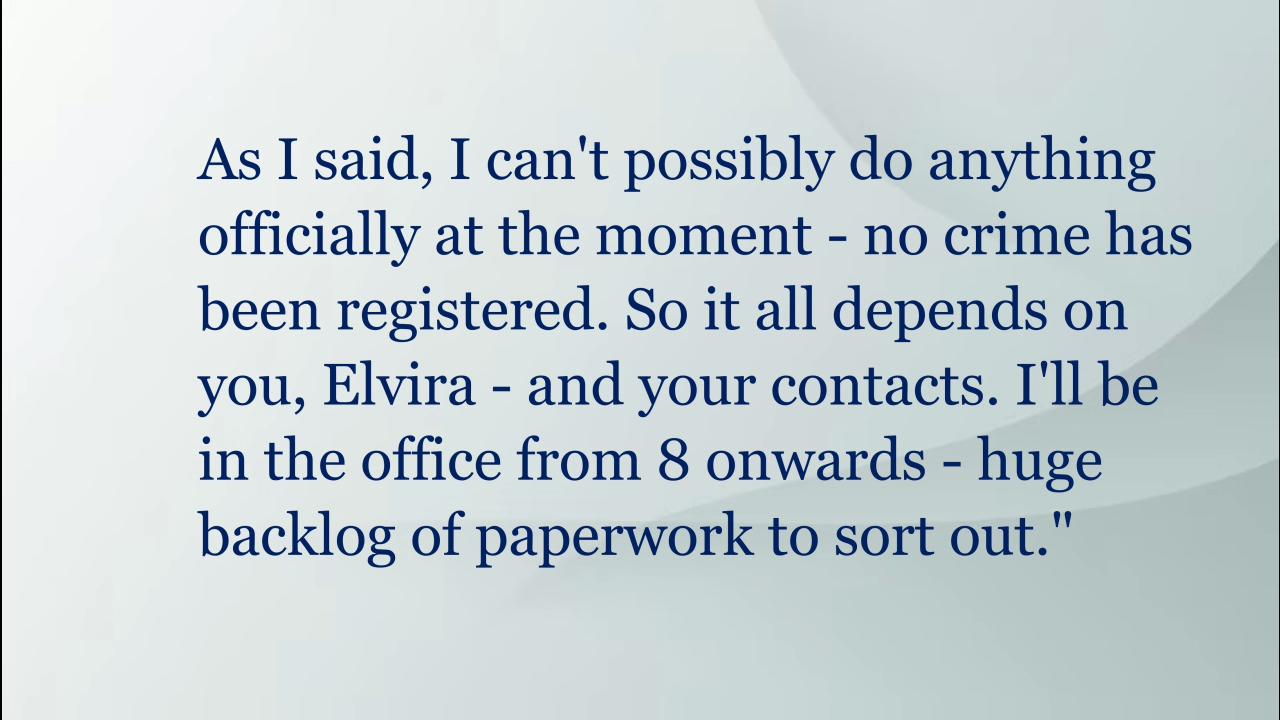 As I said, I can't possibly do anything
officially at the moment - no crime has
been registered. So it all depends on
you, Elvira - and your contacts. I'll be
in the office from 8 onwards - huge
backlog of paperwork to sort out."